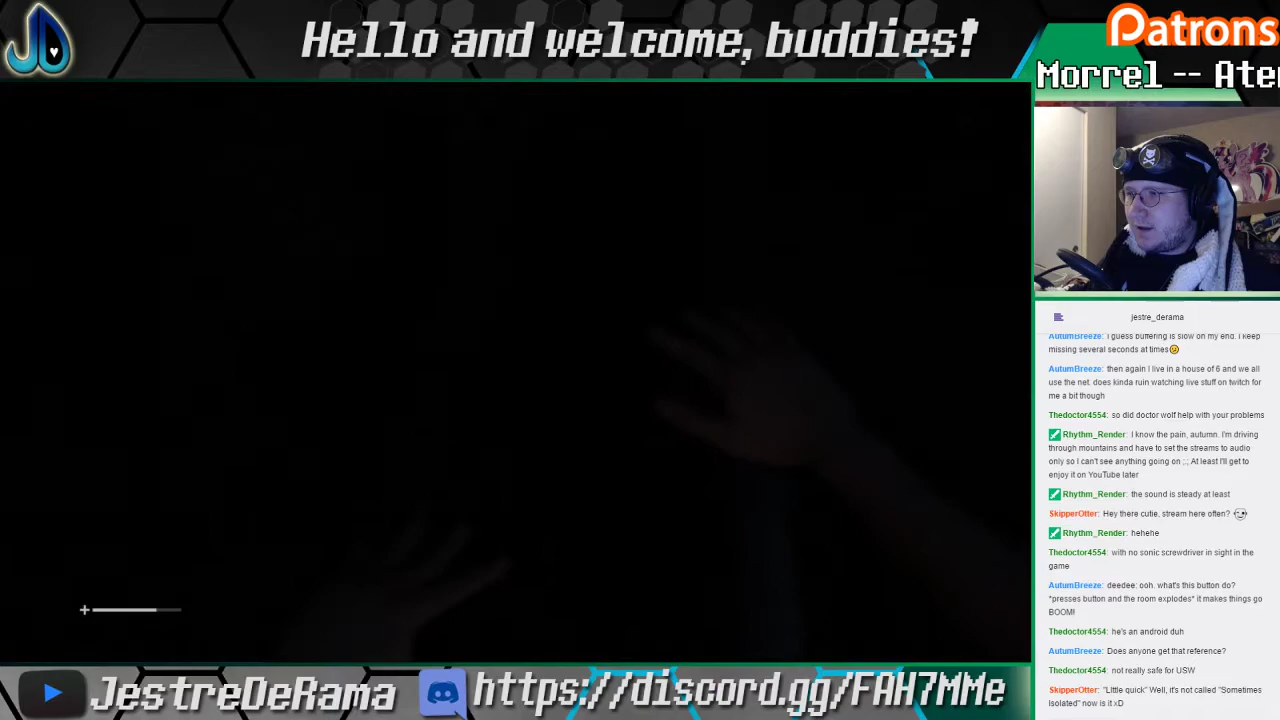 Hello and welcome, buddies!
Patrons
Morrel -- Ate
jestre_derama
AutumBreeze: I guess buffering is slow on my end. I keep
missing several seconds at times
AutumBreeze: then again I live in a house of 6 and we all
use the net. does kinda ruin watching live stuff on twitch for
me a bit though
Thedoctor4554: so did doctor wolf help with your problems
Rhythm_Render: I know the pain, autumn. I'm driving
through mountains and have to set the streams to audio
only so I can't see anything going on ;.; At least I'll get to
enjoy it on YouTube later
Rhythm_Render: the sound is steady at least
SkipperOtter: Hey there cutie, stream here often?
Rhythm_Render: hehehe
Thedoctor4554: with no sonic screwdriver in sight in the
game
AutumBreeze: deedee: ooh. what's this button do?
*presses button and the room explodes* it makes things go
BOOM!
Thedoctor4554: he's an android duh
AutumBreeze: Does anyone get that reference?
Thedoctor4554: not really safe for USW
SkipperOtter: "LIttle quick" Well, it's not called "Sometimes
Isolated" now is it xD
JestreDeRama
https://discord.gg/FAH7MMe